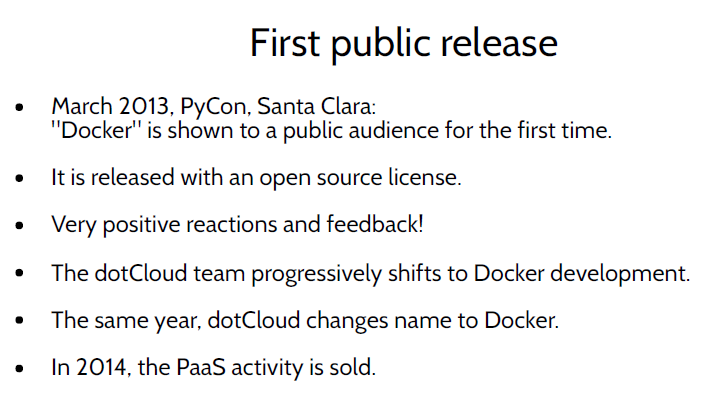 First public release
• March 2013, PyCon, Santa Clara:
"Docker" is shown to a public audience for the first time.
• It is released with an open source license.
• Very positive reactions and feedback!
• The dotCloud team progressively shifts to Docker development.
• The same year, dotCloud changes name to Docker.
• In 2014, the PaaS activity is sold.